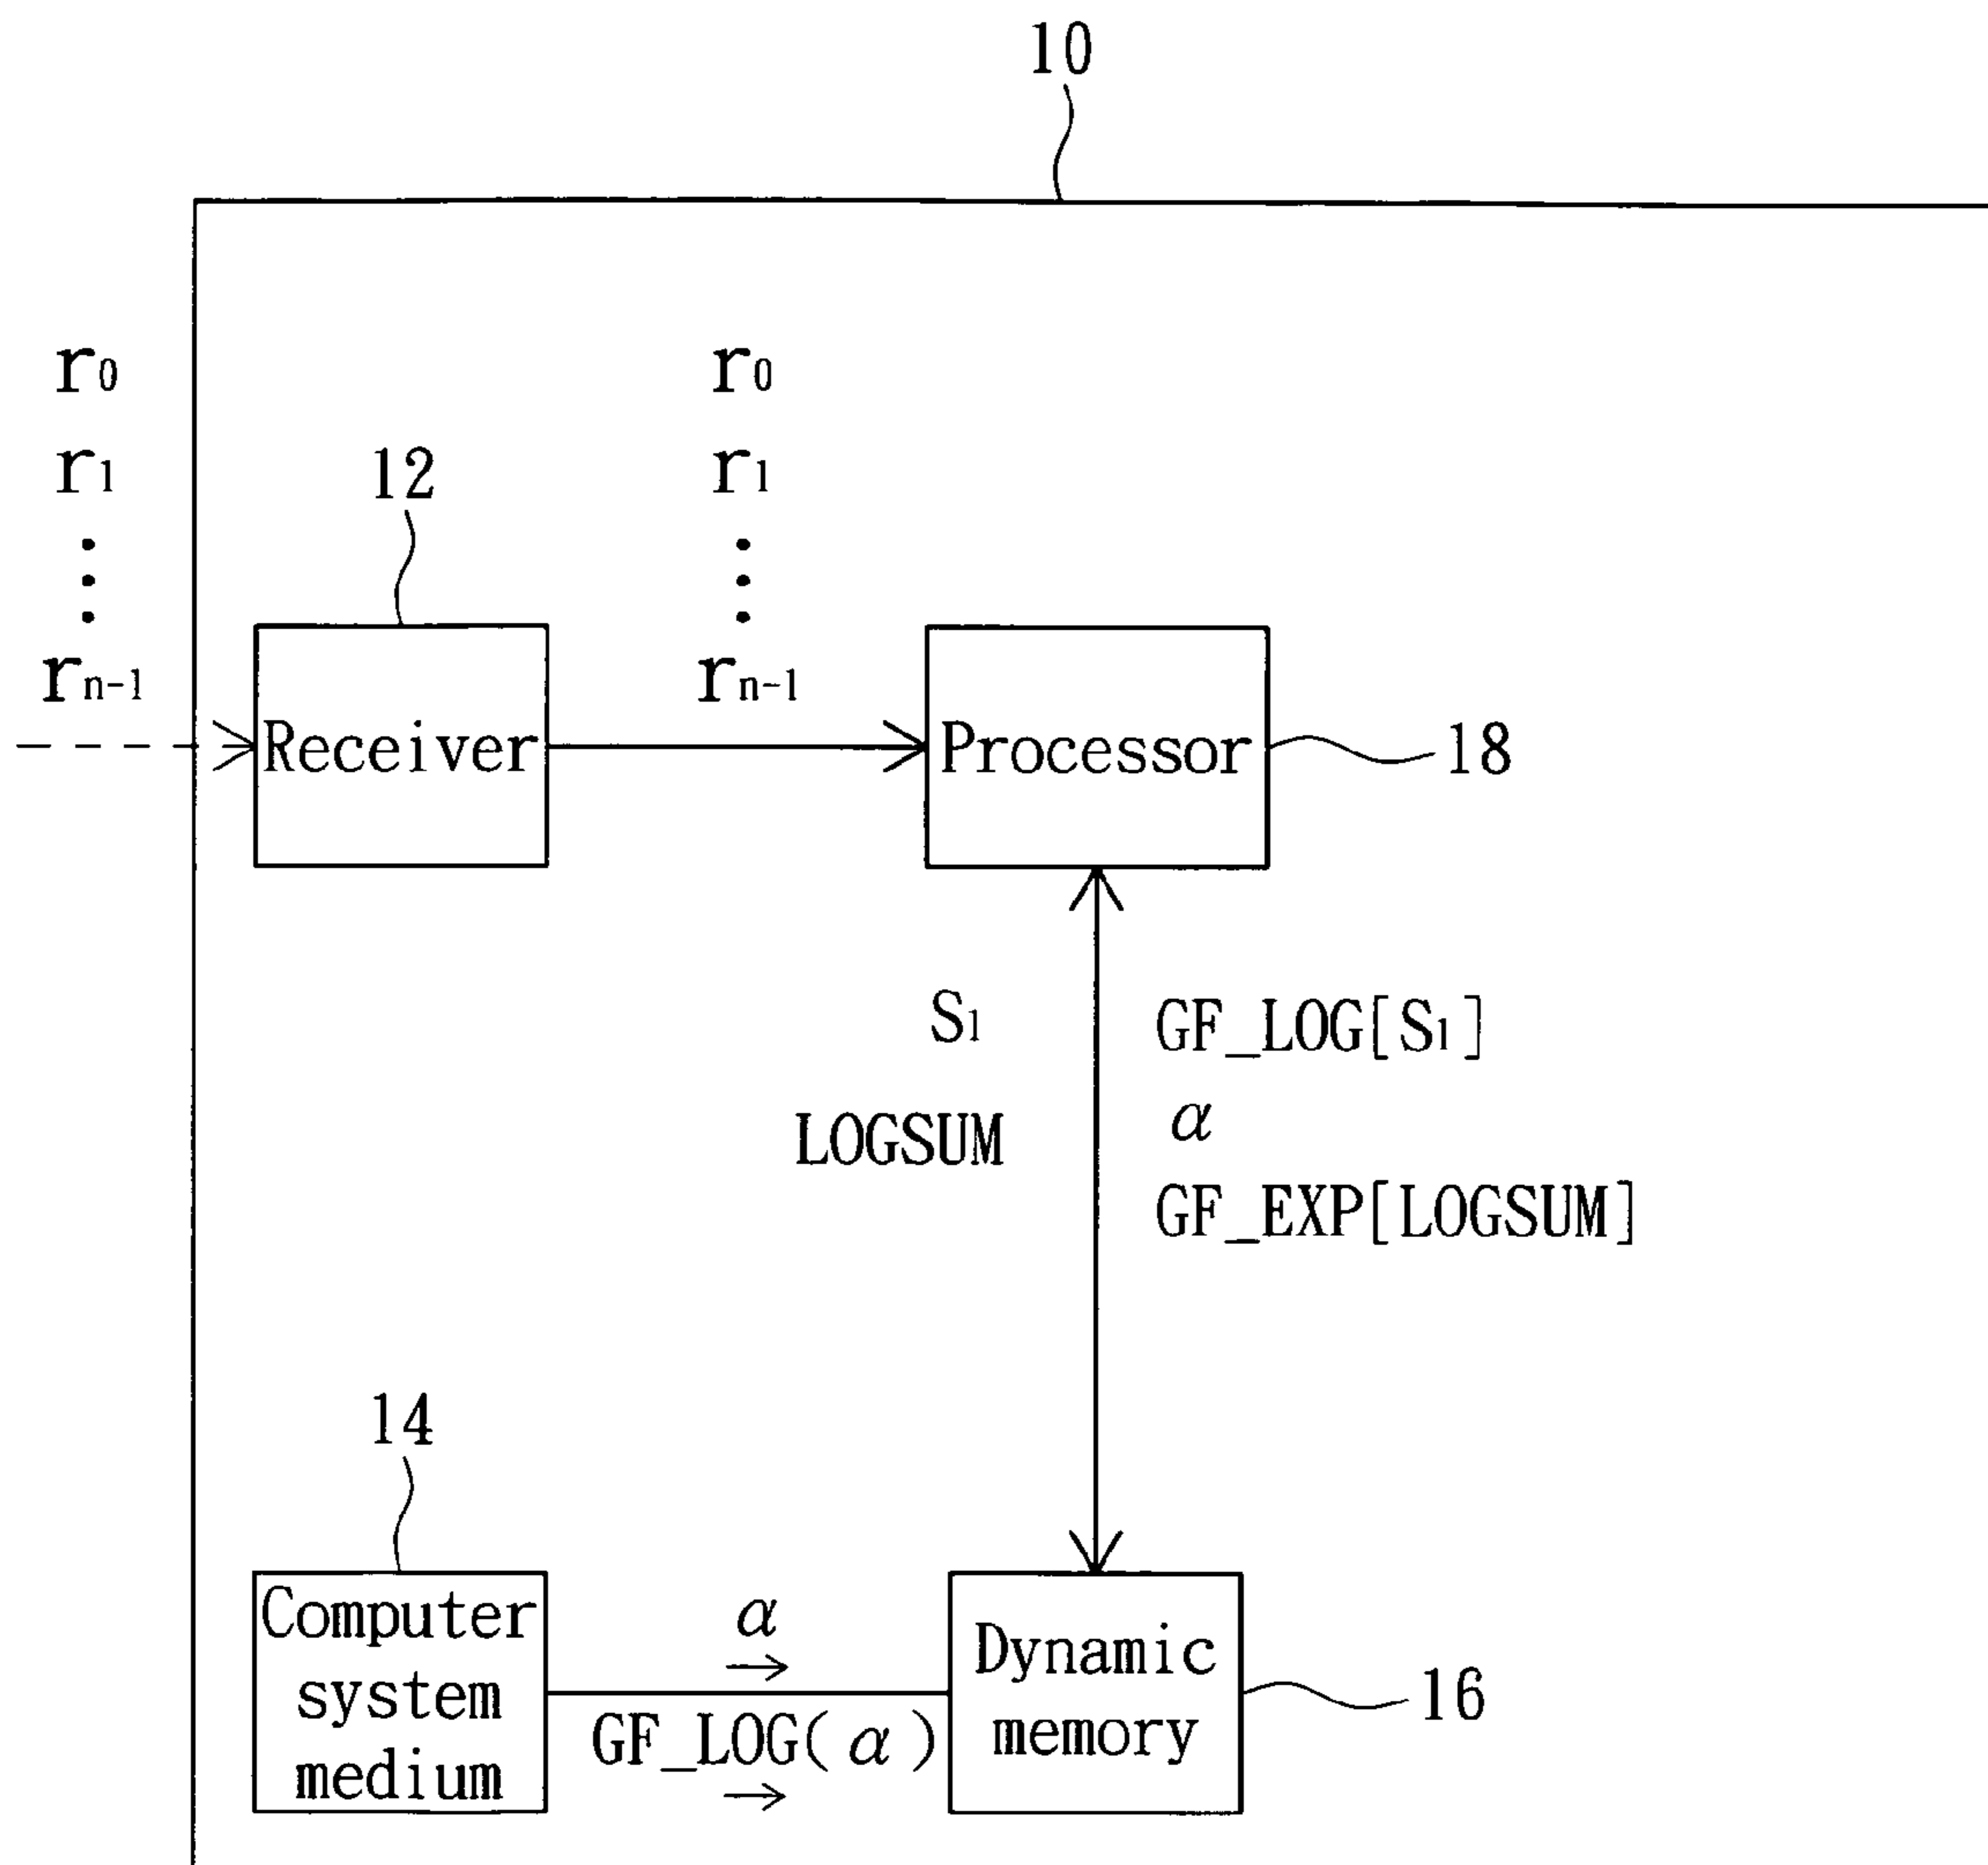 10
r0
r1
rn-1
r0
r1
rn-1
12
Receiver
Processor
18
S1
LOGSUM
GF_LOG[S1]
α
GF_EXP[LOGSUM]
14
Computer
system
medium
α
GF_LOG(α)
Dynamic
memory
16